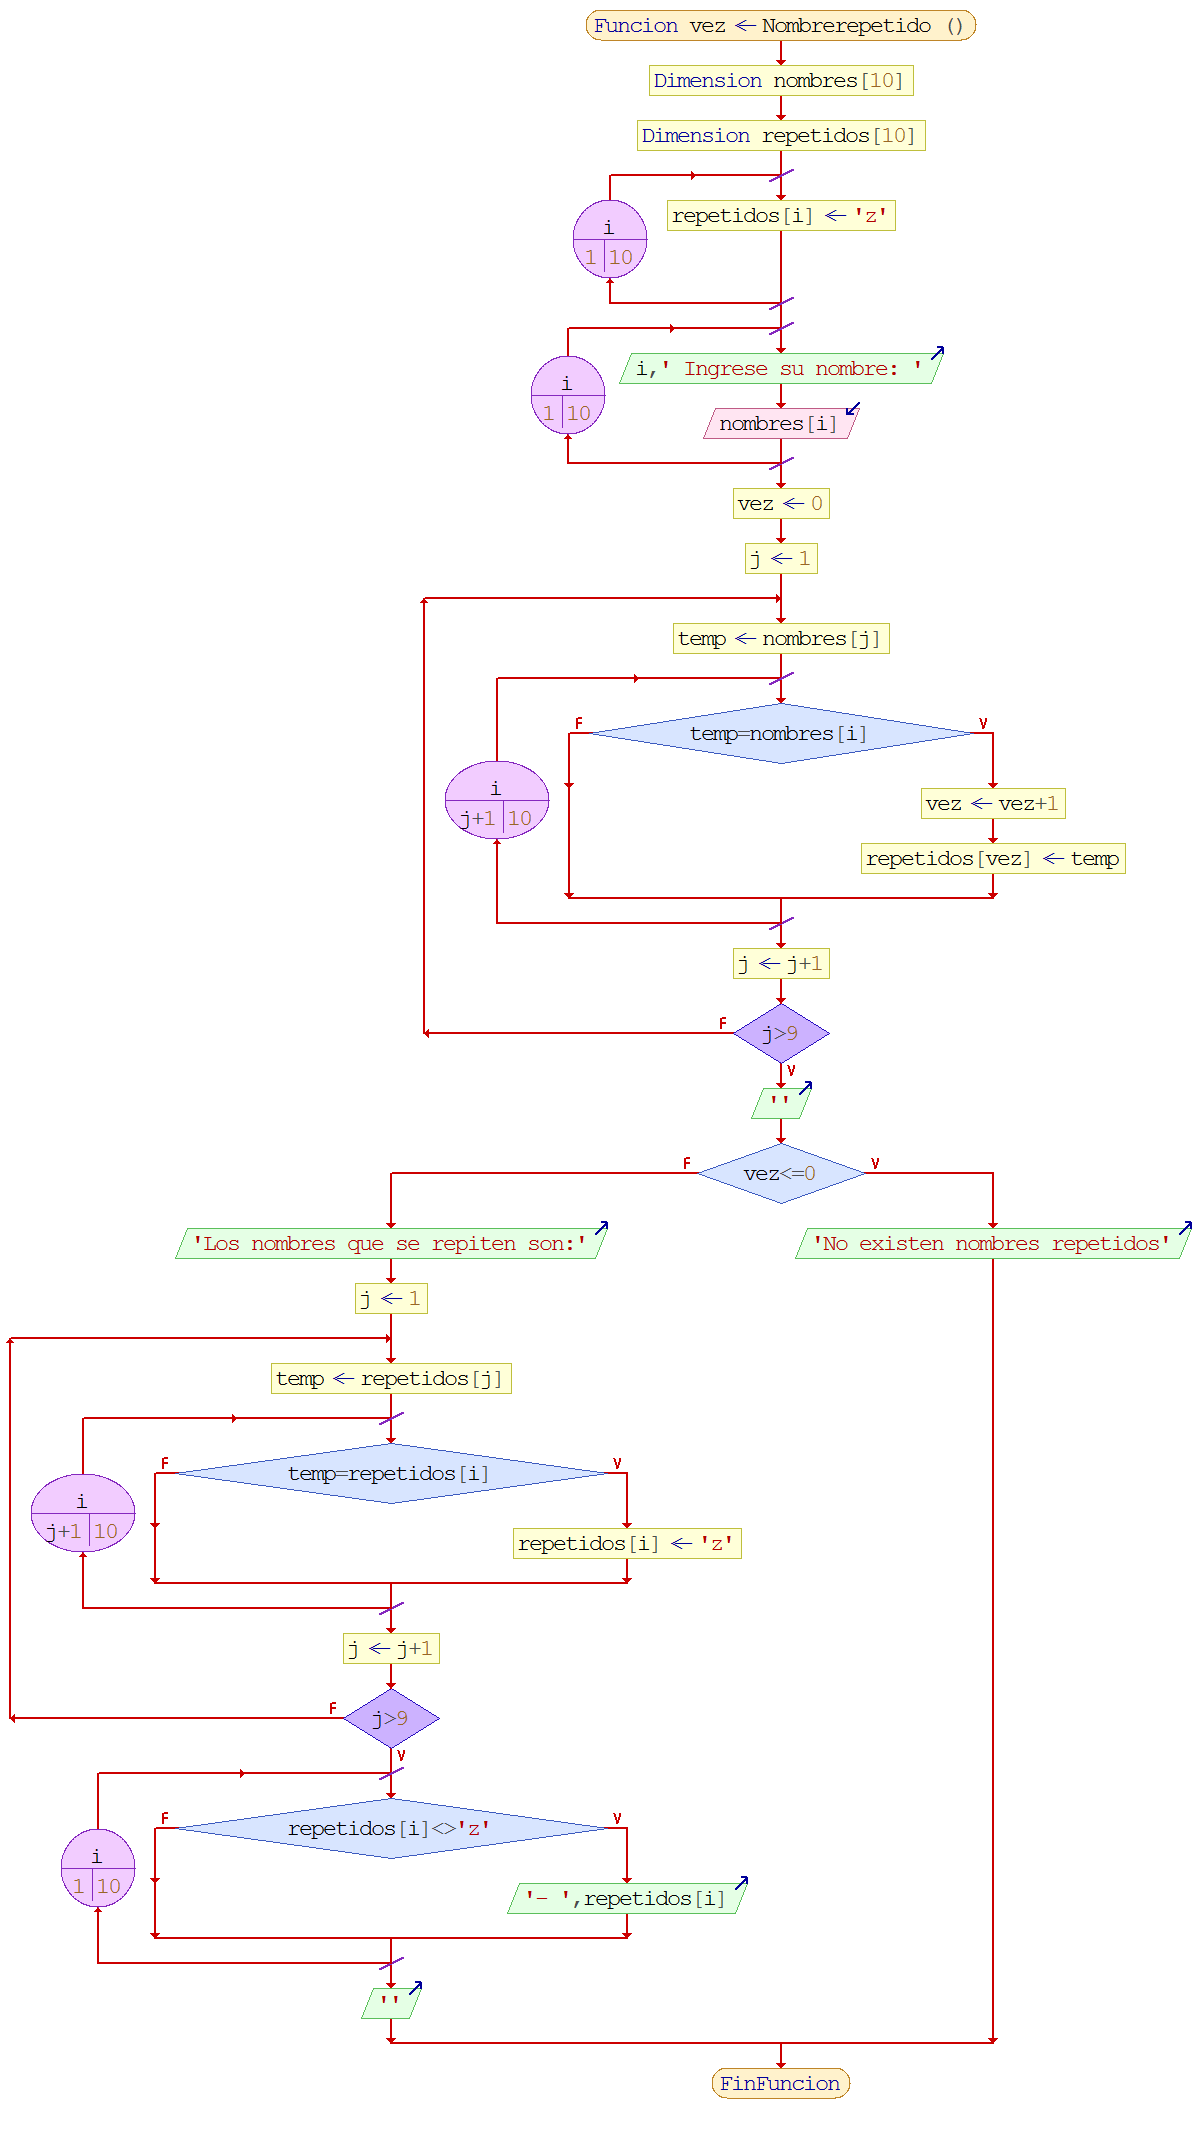 Funcion vez ← Nombrerepetido ()
Dimension nombres[10]
Dimension repetidos[10]
repetidos[i] ← 'z'
i
1 10
i,' Ingrese su nombre: '
i
1 10
nombres[i]
vez ← 0
j ← 1
temp ← nombres[j]
F
V
temp=nombres[i]
i
j+1 10
vez ← vez+1
repetidos[vez] ← temp
j ← j+1
F
j>9
V
''
F
V
vez<=0
'Los nombres que se repiten son:'
'No existen nombres repetidos'
j ← 1
temp ← repetidos[j]
F
V
temp=repetidos[i]
i
j+1 10
repetidos[i] ← 'z'
j ← j+1
F
j>9
V
F
V
repetidos[i]<>'z'
i
1 10
'- ',repetidos[i]
''
FinFuncion